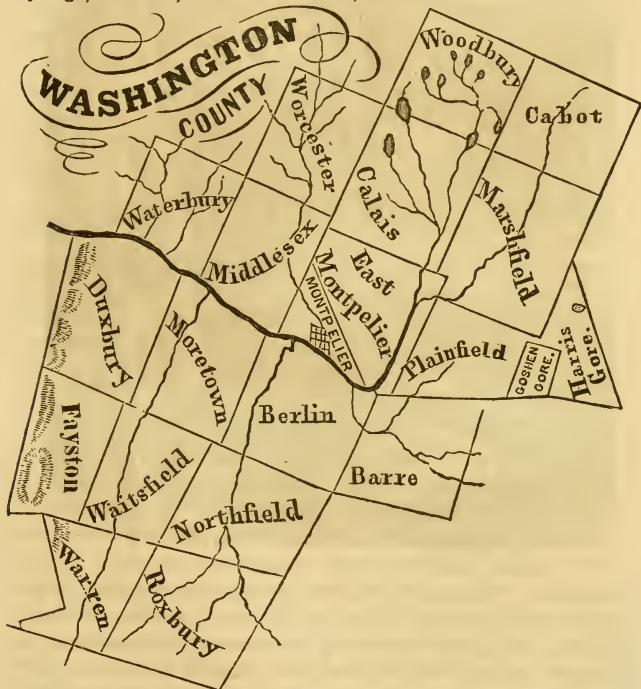 WASHINGTON
COUNTY
Woodbury
Cabot
Worcester
Calais
Waterbury
Marshfield
Middlesex
East
Montpelier
MONTPELIER
Duxbury
Moretown
Plainfield
GOSHEN
GORE.
Harris
Gore.
Berlin
Fayston
Barre
Waitsfield
Northfield
Warren
Roxbury